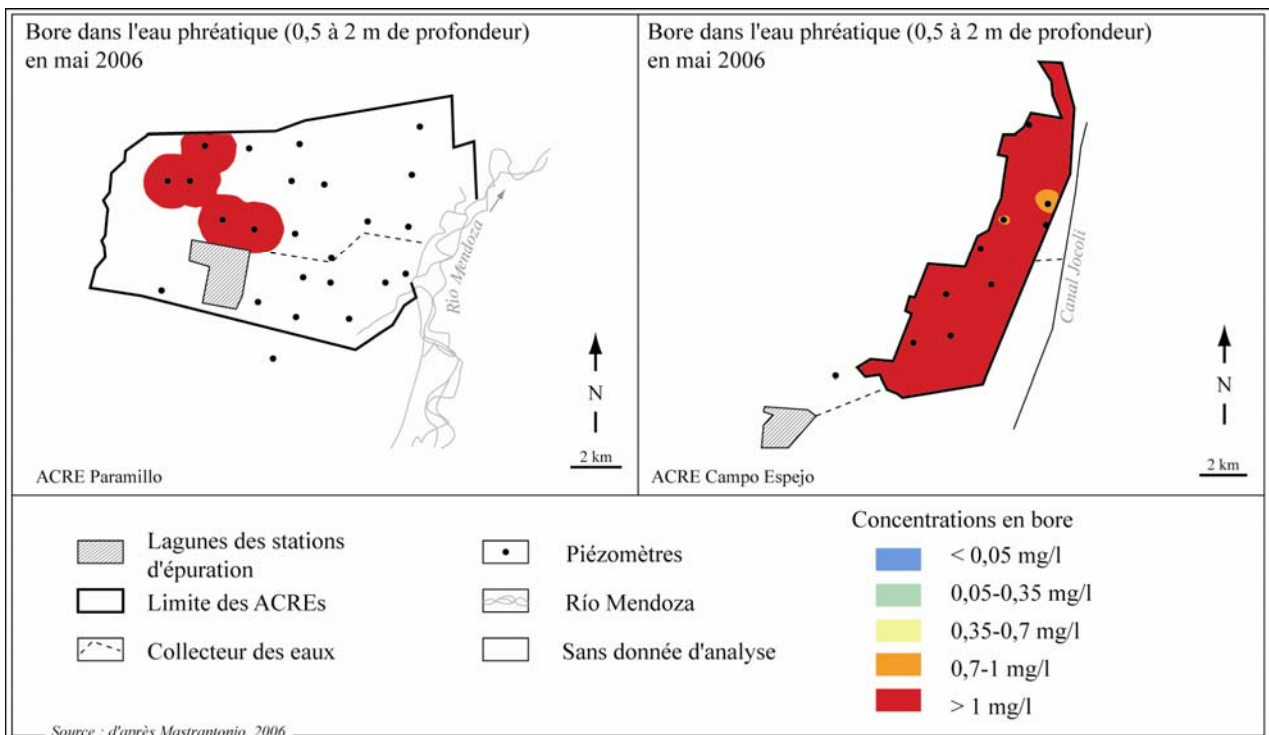 Bore dans l'eau phréatique (0,5 à 2 m de profondeur)
en mai 2006
Río Mendoza
N
2 km
ACRE Paramillo
Bore dans l'eau phréatique (0,5 à 2 m de profondeur)
en mai 2006
Canal Jocoli
N
2 km
ACRE Campo Espejo
Lagunes des stations
d'épuration
Limite des ACREs
Collecteur des eaux
Piézomètres
Río Mendoza
Sans donnée d'analyse
Concentrations en bore
< 0,05 mg/l
0,05-0,35 mg/l
0,35-0,7 mg/l
0,7-1 mg/l
> 1 mg/l
Source : d'après Mastrantonio, 2006